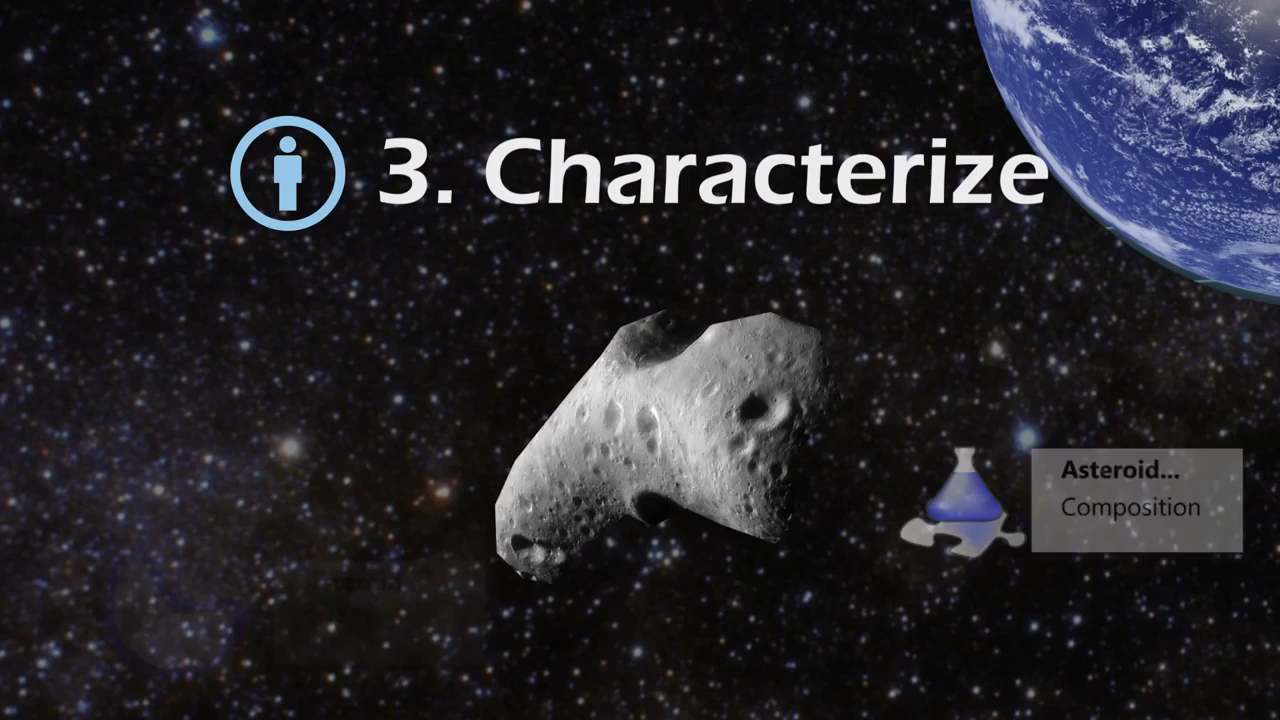 3. Characterize
Asteroid...
Composition